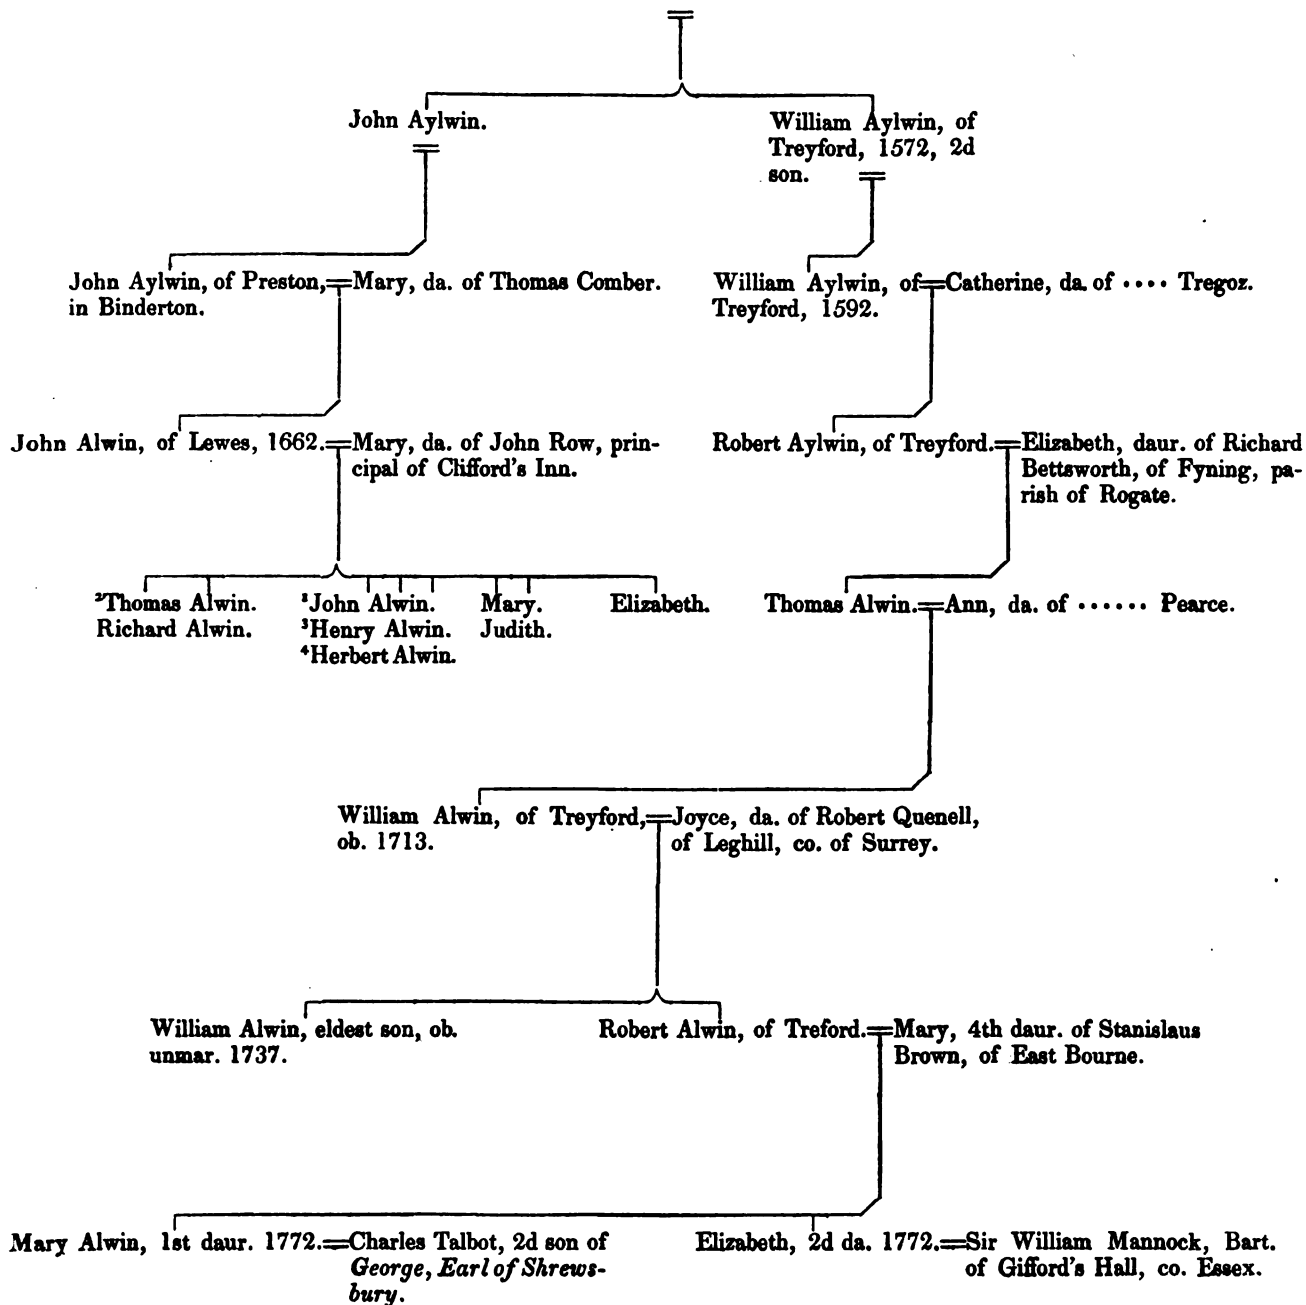 John Aylwin.
William Aylwin, of
Treyford, 1572, 2d
son.
John Aylwin, of Preston,═Mary, da. of Thomas Comber.
in Binderton.
William Aylwin, of═Catherine, da. of ···· Tregoz.
Treyford, 1592.
John Alwin, of Lewes, 1662.═Mary, da. of John Row, prin-
cipal of Clifford's Inn.
Robert Aylwin, of Treyford.═Elizabeth, daur. of Richard
Bettsworth, of Fyning, pa-
rish of Rogate.
²Thomas Alwin.
Richard Alwin.
¹John Alwin.
³Henry Alwin.
⁴Herbert Alwin.
Mary.
Judith.
Elizabeth.
Thomas Alwin.═Ann, da. of ······ Pearce.
William Alwin, of Treyford,═Joyce, da. of Robert Quenell,
ob. 1713.
of Leghill, co. of Surrey.
William Alwin, eldest son, ob.
unmar. 1737.
Robert Alwin, of Treford.═Mary, 4th daur. of Stanislaus
Brown, of East Bourne.
Mary Alwin, 1st daur. 1772.═Charles Talbot, 2d son of
George, Earl of Shrews-
bury.
Elizabeth, 2d da. 1772.═Sir William Mannock, Bart.
of Gifford's Hall, co. Essex.